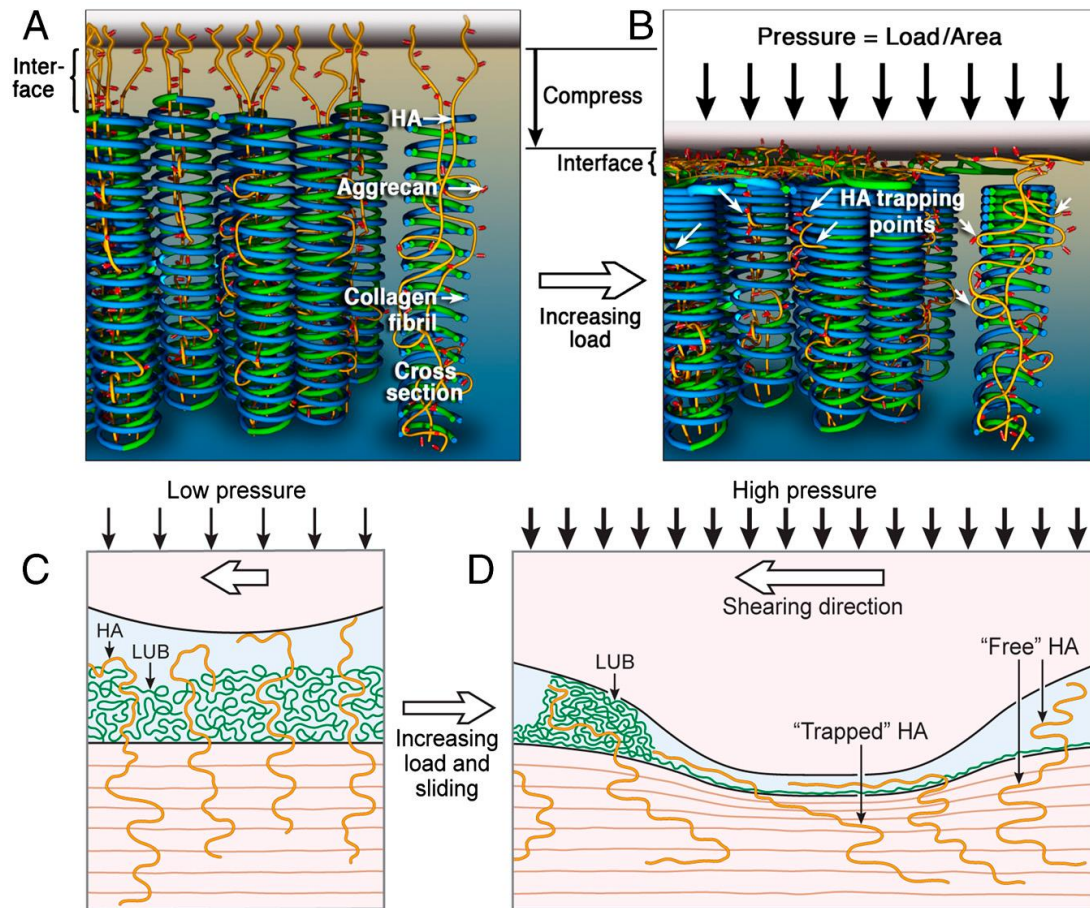 A
Inter-
face
HA
Aggrecan
Collagen
fibril
Cross
section
Compress
Interface
Increasing
load
B
Pressure = Load/Area
HA trapping
points
Low pressure
C
HA
LUB
Increasing
load and
sliding
High pressure
D
Shearing direction
LUB
"Free" HA
"Trapped" HA